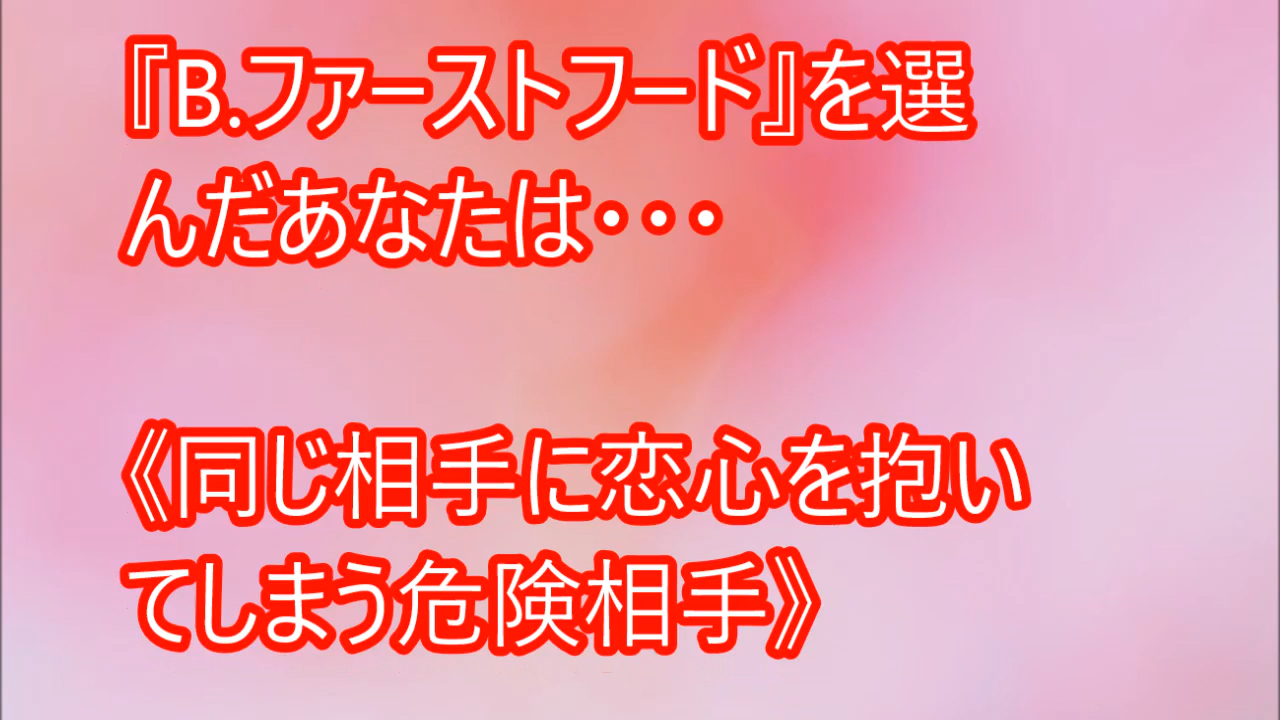 『B.ファーストフード』を選
んだあなたは・・・
《同じ相手に恋心を抱い
てしまう危険相手》